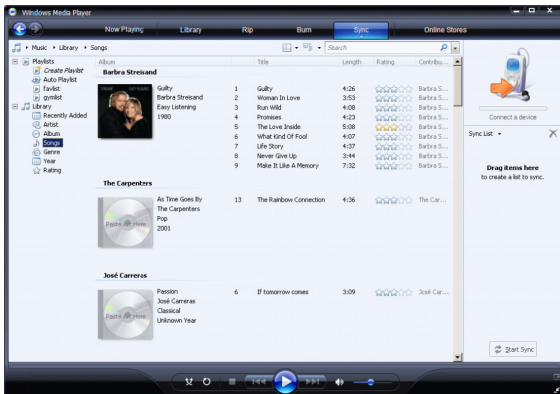 Windows Media Player
Now Playing
Library
Rip
Burn
Sync
Online Stores
Music › Library › Songs
Search
Playlists
Create Playlist
Auto Playlist
favlist
gymlist
Library
Recently Added
Artist
Album
Songs
Genre
Year
Rating
Album Title Length Rating Contribu...
Barbra Streisand
Guilty
Barbra Streisand
Easy Listening
1980
1 Guilty 4:26 Barbra S...
2 Woman In Love 3:53 Barbra S...
3 Run Wild 4:08 Barbra S...
4 Promises 4:23 Barbra S...
5 The Love Inside 5:08 Barbra S...
6 What Kind Of Fool 4:07 Barbra S...
7 Life Story 4:37 Barbra S...
8 Never Give Up 3:44 Barbra S...
9 Make It Like A Memory 7:32 Barbra S...
The Carpenters
Paste Art Here
As Time Goes By
The Carpenters
Pop
2001
13 The Rainbow Connection 4:36 The Car...
José Carreras
Paste Art Here
Passion
José Carreras
Classical
Unknown Year
6 If tomorrow comes 3:09 José Car...
Connect a device
Sync List
Drag items here
to create a list to sync.
Start Sync